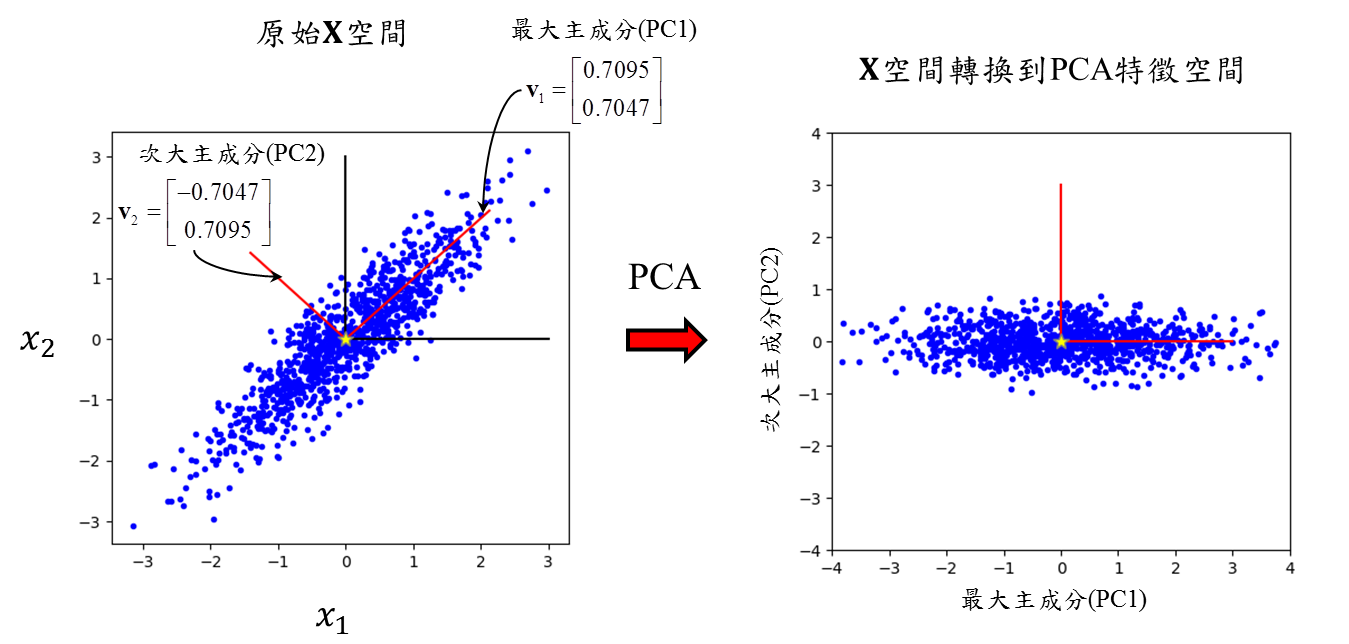 原始X空間
最大主成分(PC1)
v₁ = [0.7095
0.7047]
次大主成分(PC2)
v₂ = [−0.7047
0.7095]
3
2
1
0
−1
−2
−3
−3 −2 −1 0 1 2 3
x₂
x₁
PCA
X空間轉換到PCA特徵空間
4
3
2
1
0
−1
−2
−3
−4
−4 −3 −2 −1 0 1 2 3 4
次大主成分(PC2)
最大主成分(PC1)